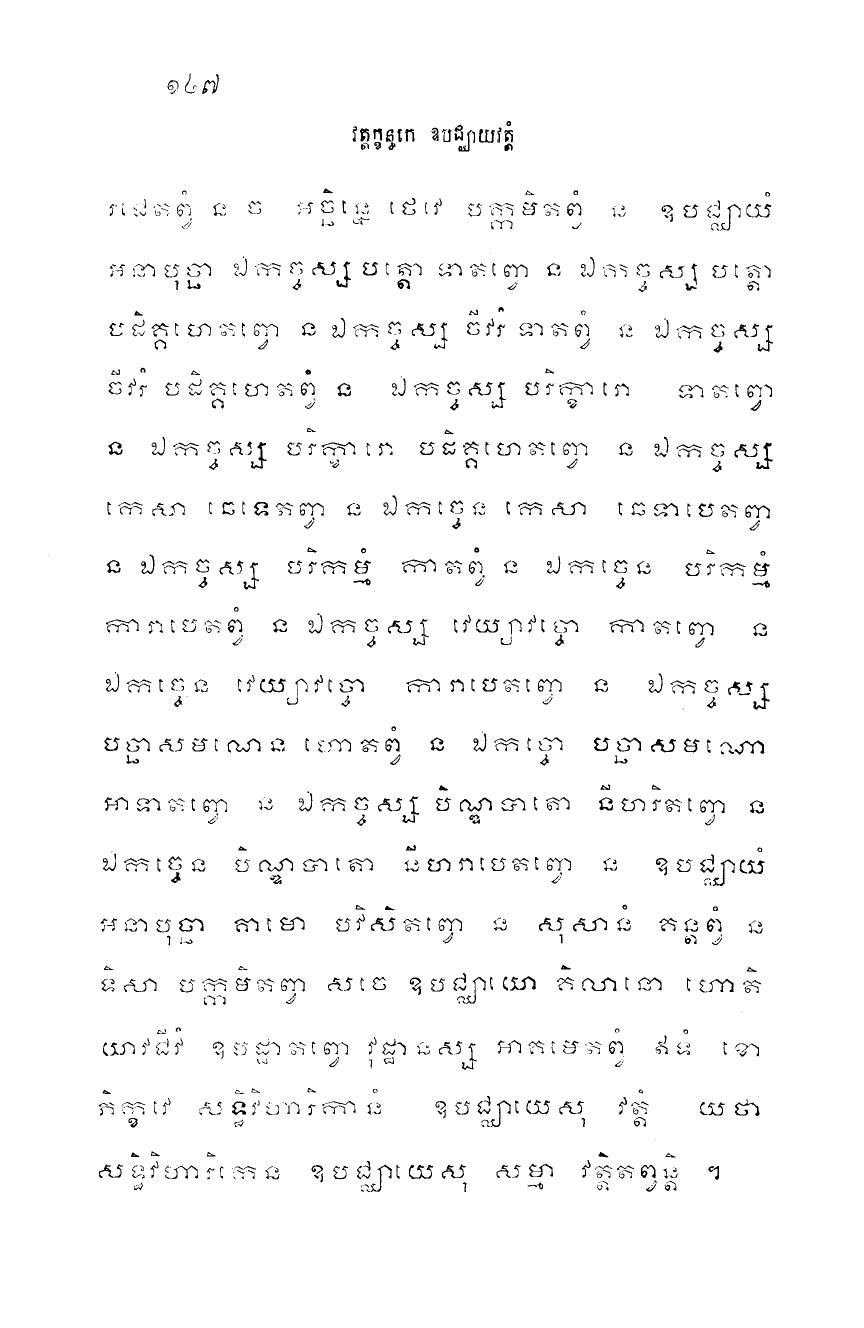 ១៤៧
វត្តក្ខន្ធកេ ឧបជ្ឈាយវត្តំ
រជេតព្វំ ន ច អច្ឆិន្នេ ថេវេ បក្កមិតព្វំ ន ឧបជ្ឈាយំ
អនាបុច្ឆា ឯកច្ចស្ស បត្តោ ទាតព្វោ ន ឯកច្ចស្ស បត្តោ
បដិគ្គហេតព្វោ ន ឯកច្ចស្ស ចីវរំ ទាតព្វំ ន ឯកច្ចស្ស
ចីវរំ បដិគ្គហេតព្វំ ន ឯកច្ចស្ស បរិក្ខារោ ទាតព្វោ
ន ឯកច្ចស្ស បរិក្ខារោ បដិគ្គហេតព្វោ ន ឯកច្ចស្ស
កេសា ឆេទេតព្វា ន ឯកច្ចេន កេសា ឆេទាបេតព្វា
ន ឯកច្ចស្ស បរិកម្មំ កាតព្វំ ន ឯកច្ចេន បរិកម្មំ
ការាបេតព្វំ ន ឯកច្ចស្ស វេយ្យាវច្ចោ កាតព្វោ ន
ឯកច្ចេន វេយ្យាវច្ចោ ការាបេតព្វោ ន ឯកច្ចស្ស
បច្ឆាសមណេន ហោតព្វំ ន ឯកច្ចោ បច្ឆាសមណោ
អាទាតព្វោ ន ឯកច្ចស្ស បិណ្ឌបាតោ នីហរិតព្វោ ន
ឯកច្ចេន បិណ្ឌបាតោ នីហរាបេតព្វោ ន ឧបជ្ឈាយំ
អនាបុច្ឆា គាមោ បវិសិតព្វោ ន សុសានំ គន្តព្វំ ន
ទិសា បក្កមិតព្វា សចេ ឧបជ្ឈាយោ គិលានោ ហោតិ
យាវជីវំ ឧបដ្ឋាតព្វោ វុដ្ឋានស្ស អាគមេតព្វំ ឥទំ ខោ
ភិក្ខវេ សទ្ធិវិហារិកានំ ឧបជ្ឈាយេសុ វត្តំ យថា
សទ្ធិវិហារិកេន ឧបជ្ឈាយេសុ សម្មា វត្តិតព្វន្តិ ។